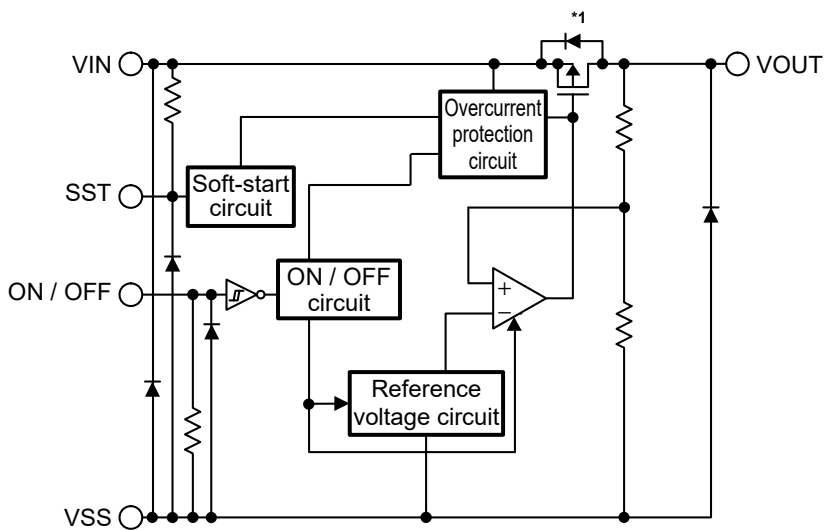 *1
VIN
VOUT
Overcurrent
protection
circuit
SST
Soft-start
circuit
ON / OFF
ON / OFF
circuit
+
−
Reference
voltage circuit
VSS